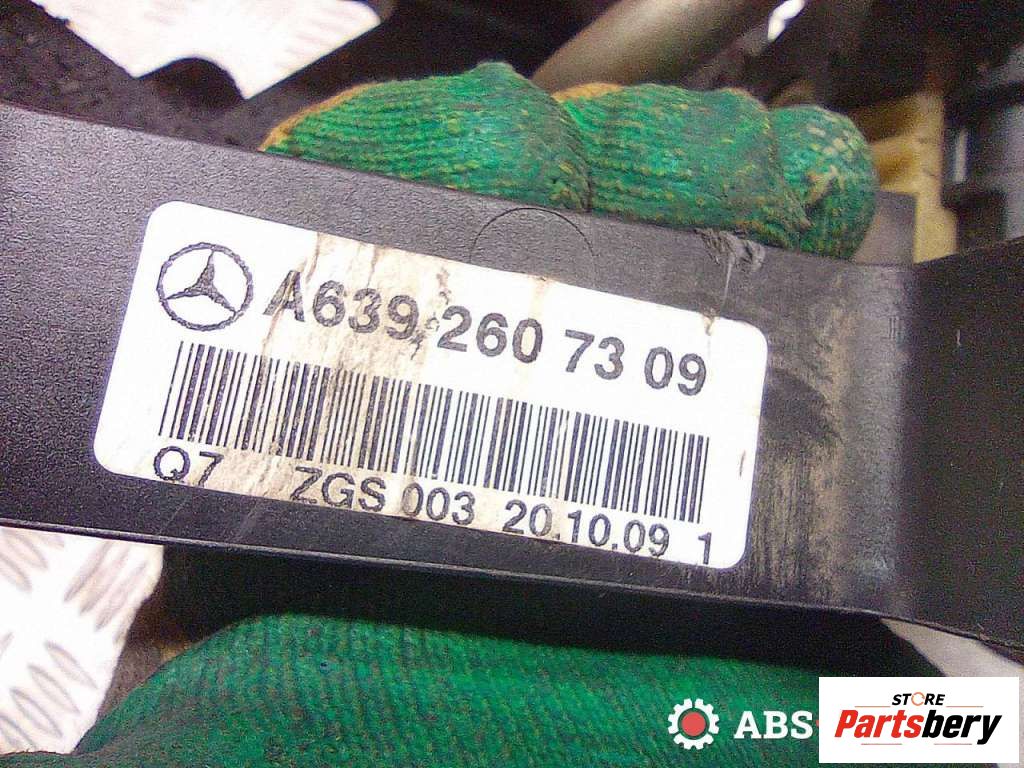 A639 260 73 09
Q7 ZGS 003 20.10.09 1
ABS
STORE
Partsbery